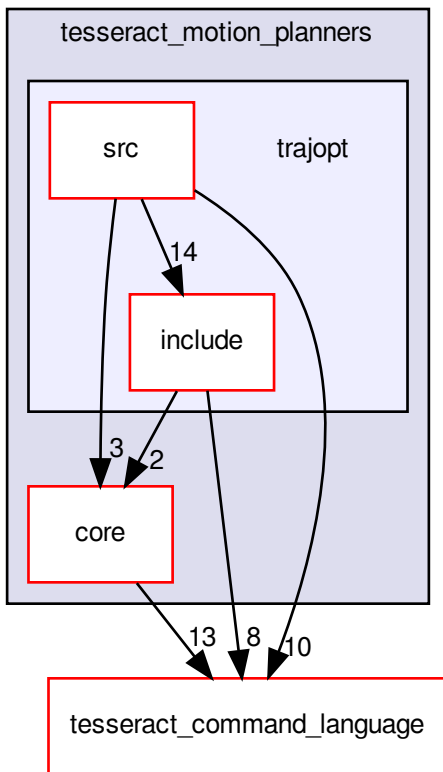 tesseract_motion_planners
src
trajopt
14
include
3
2
core
13
8
10
tesseract_command_language